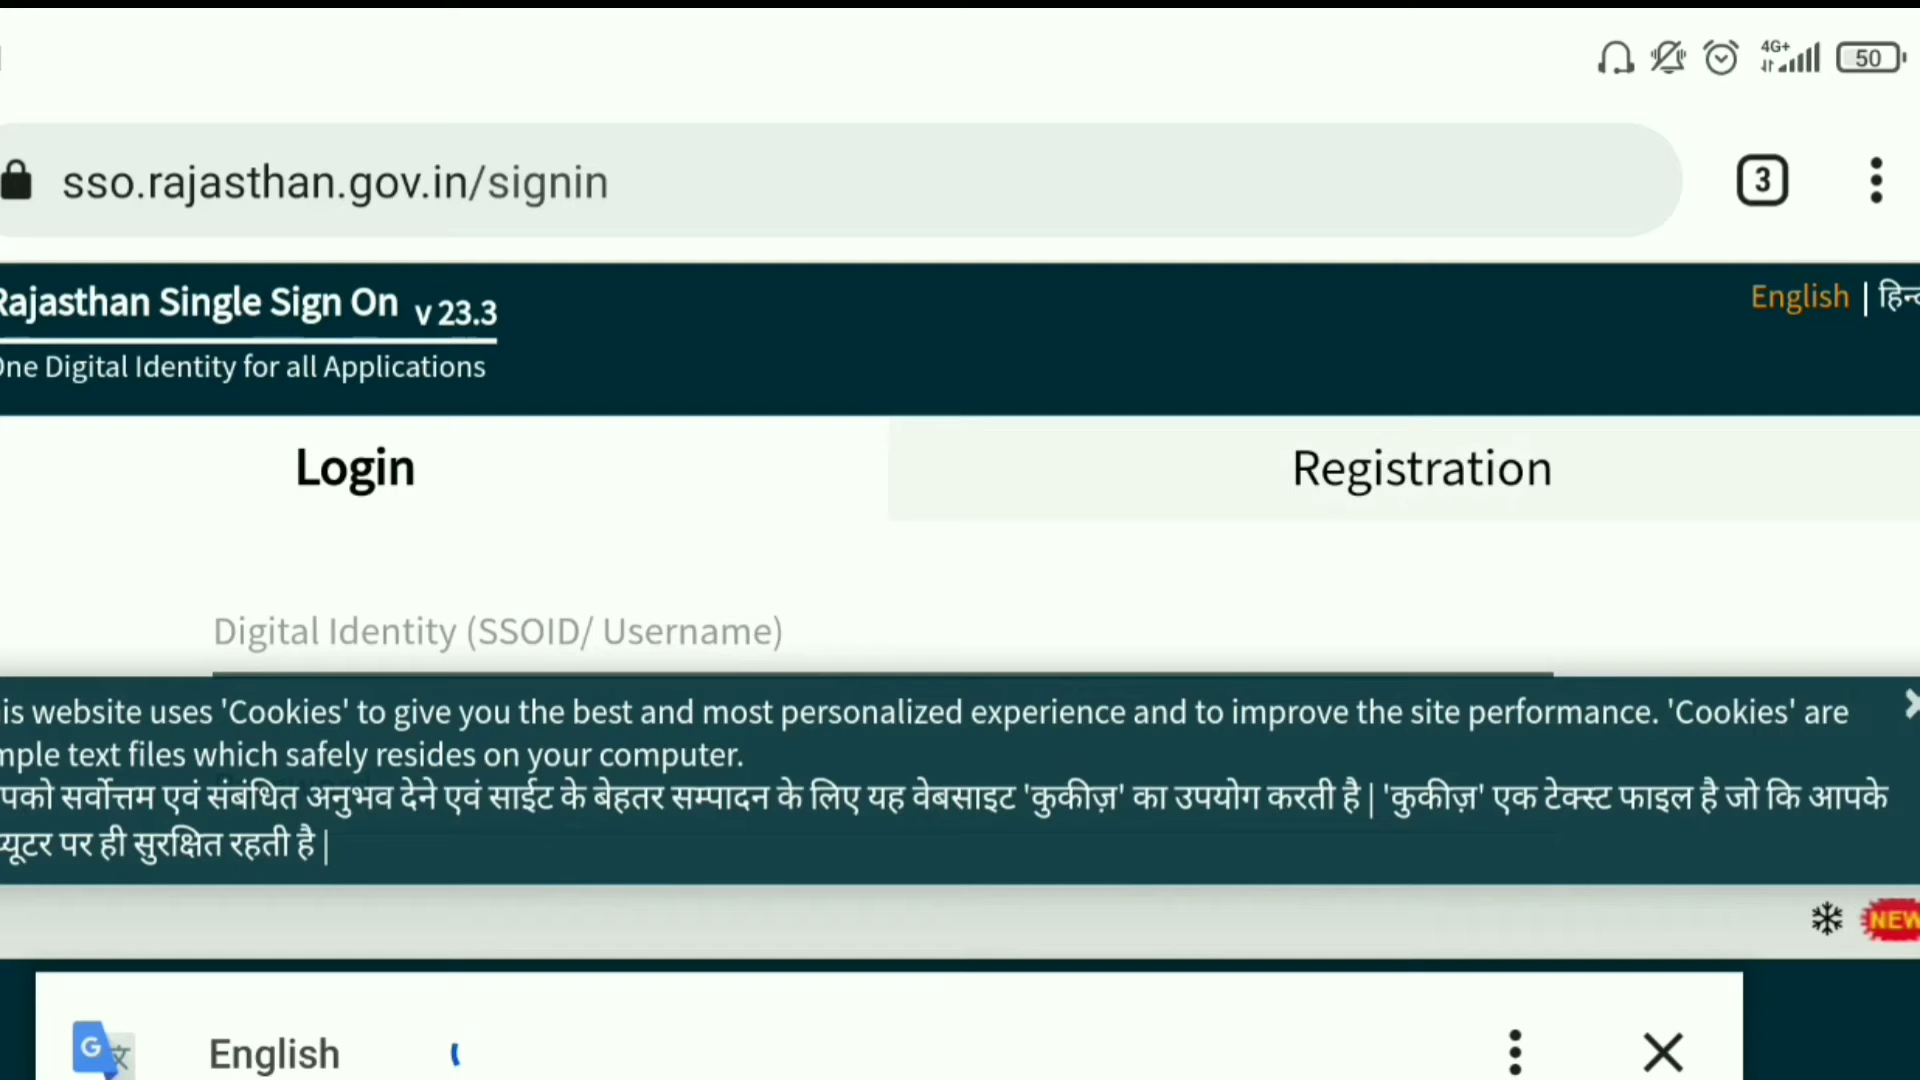 4G+
50
sso.rajasthan.gov.in/signin
3
Rajasthan Single Sign On v 23.3
English | हिन्द
One Digital Identity for all Applications
Login
Registration
Digital Identity (SSOID/ Username)
is website uses 'Cookies' to give you the best and most personalized experience and to improve the site performance. 'Cookies' are
mple text files which safely resides on your computer.
पको सर्वोत्तम एवं संबंधित अनुभव देने एवं साईट के बेहतर सम्पादन के लिए यह वेबसाइट 'कुकीज़' का उपयोग करती है | 'कुकीज़' एक टेक्स्ट फाइल है जो कि आपके
प्यूटर पर ही सुरक्षित रहती है |
NEW
G 文
English